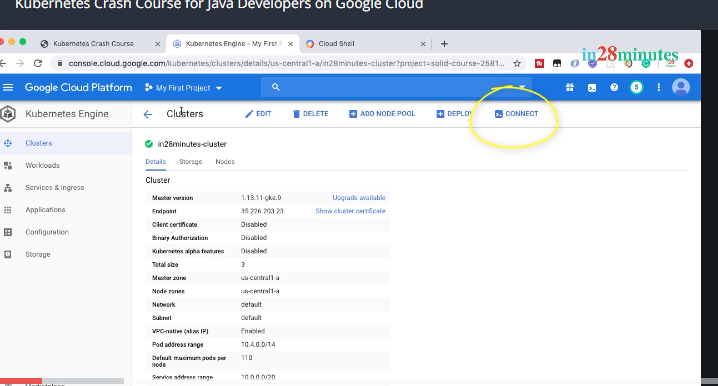 Kubernetes Crash Course for Java Developers on Google Cloud
in28minutes
Kubernetes Crash Course
Kubernetes Engine - My First P
Cloud Shell
console.cloud.google.com/kubernetes/clusters/details/us-central1-a/in28minutes-cluster?project=solid-course-2581...
Google Cloud Platform
My First Project
5
Kubernetes Engine
Clusters
EDIT
DELETE
ADD NODE POOL
DEPLOY
CONNECT
Clusters
Workloads
Services & Ingress
Applications
Configuration
Storage
in28minutes-cluster
Details Storage Nodes
Cluster
Master version 1.13.11-gke.9 Upgrade available
Endpoint 35.226.203.23 Show cluster certificate
Client certificate Disabled
Binary Authorization Disabled
Kubernetes alpha features Disabled
Total size 3
Master zone us-central1-a
Node zones us-central1-a
Network default
Subnet default
VPC-native (alias IP) Enabled
Pod address range 10.4.0.0/14
Default maximum pods per 110
node
Service address range 10.0.0.0/20